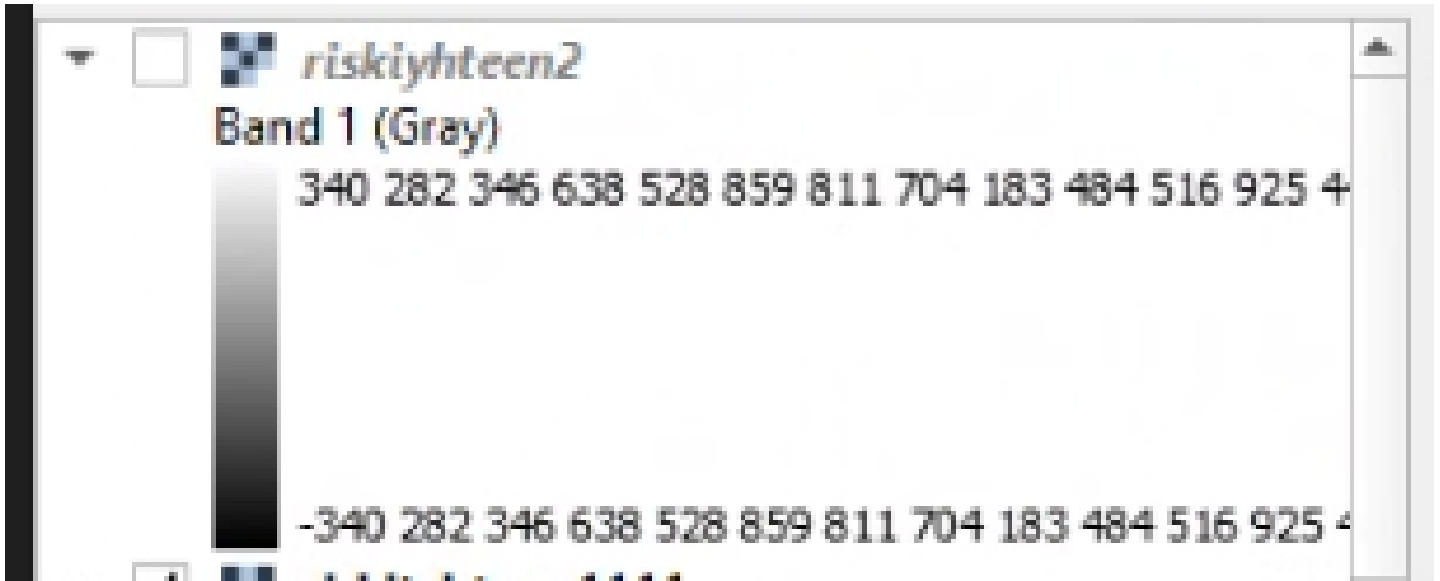 riskiyhteen2
Band 1 (Gray)
340 282 346 638 528 859 811 704 183 484 516 925
-340 282 346 638 528 859 811 704 183 484 516 925